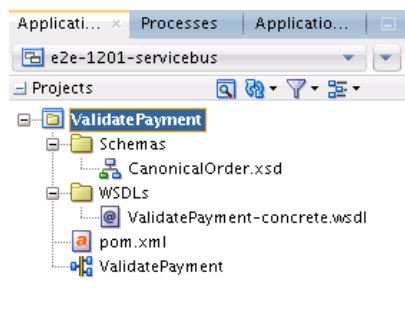 Applicati... Processes Applicatio...
e2e-1201-servicebus
Projects
ValidatePayment
Schemas
CanonicalOrder.xsd
WSDLs
ValidatePayment-concrete.wsdl
pom.xml
ValidatePayment